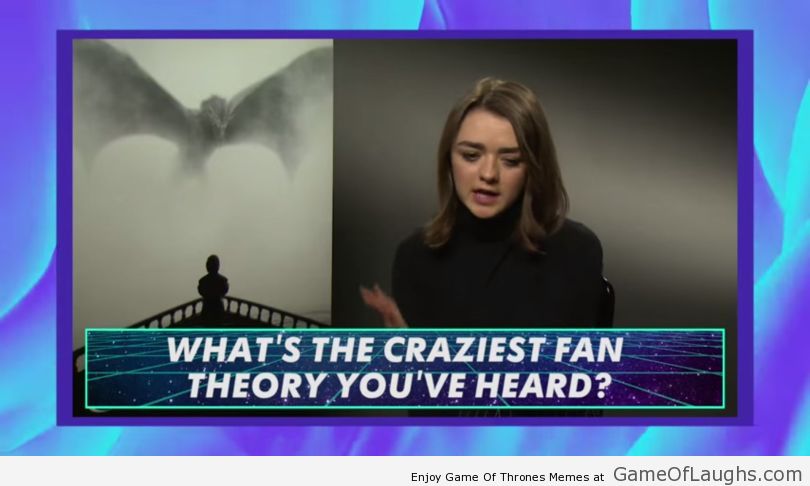 WHAT'S THE CRAZIEST FAN
THEORY YOU'VE HEARD?
Enjoy Game Of Thrones Memes at GameOfLaughs.com